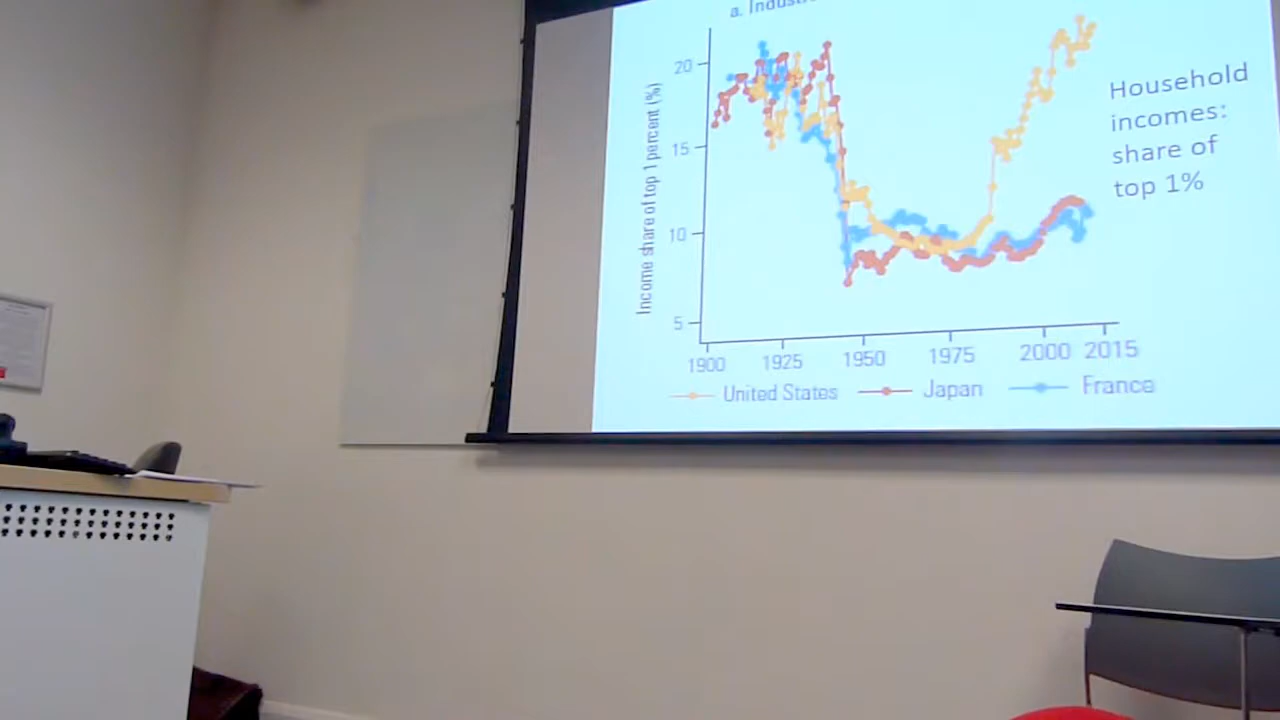 a. Industri
20
15
10
5
Income share of top 1 percent (%)
1900 1925 1950 1975 2000 2015
United States Japan France
Household
incomes:
share of
top 1%